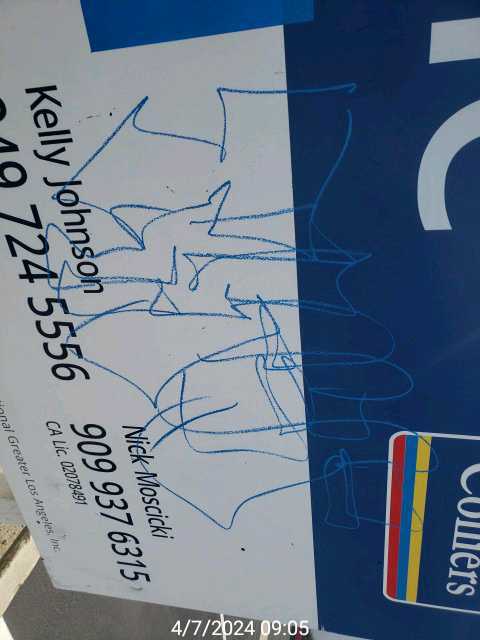 Colliers
Kelly Johnson
949 724 5556
Nick Moscicki
909 937 6315
CA Lic. 02078491
ional Greater Los Angeles, Inc.
4/7/2024 09:05